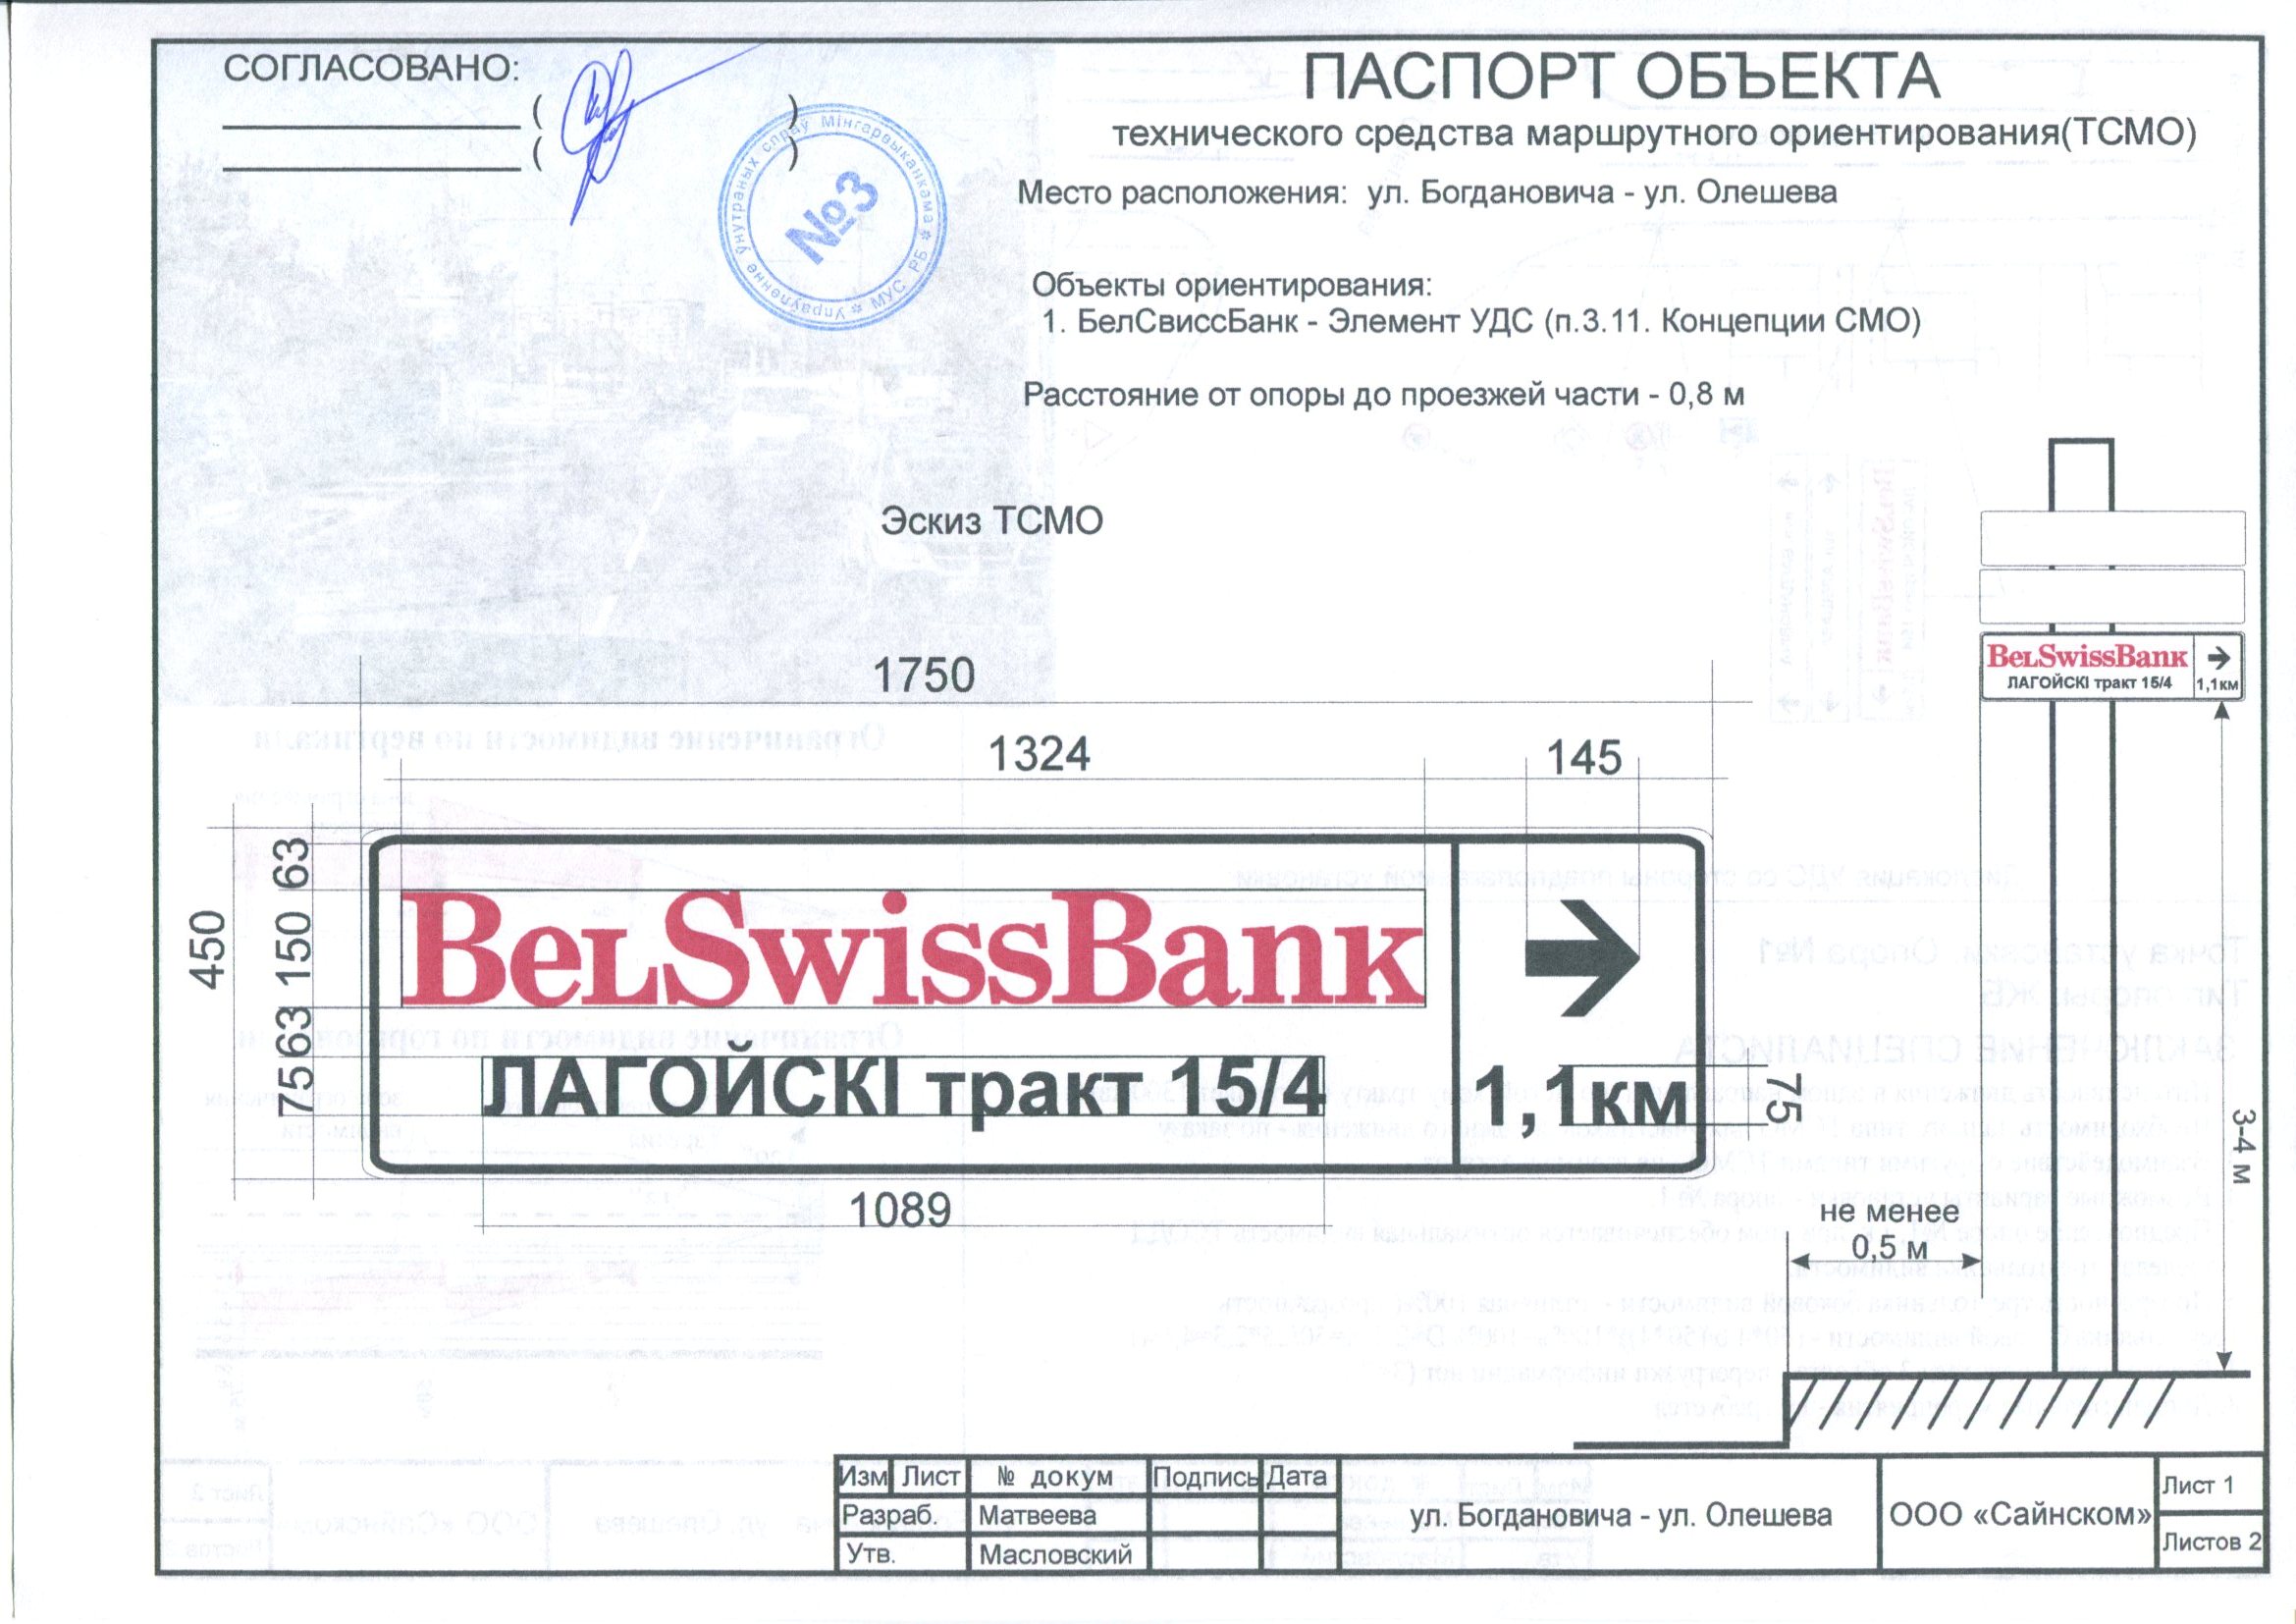 СОГЛАСОВАНО:
( )
( )
Упраўленне ўнутраных спраў Мінгарвыканкама * МУС РБ *
№3
ПАСПОРТ ОБЪЕКТА
технического средства маршрутного ориентирования(ТСМО)
Место расположения: ул. Богдановича - ул. Олешева
Объекты ориентирования:
1. БелСвиссБанк - Элемент УДС (п.3.11. Концепции СМО)
Расстояние от опоры до проезжей части - 0,8 м
Эскиз ТСМО
BELSWISSBANK
ЛАГОЙСКІ тракт 15/4
1,1км
1750
1324
145
450
63
150
63
75
BELSWISSBANK
ЛАГОЙСКІ тракт 15/4
1,1км
75
1089
3-4 м
не менее
0,5 м
Изм Лист № докум Подпись Дата
Разраб. Матвеева
Утв. Масловский
ул. Богдановича - ул. Олешева
ООО «Сайнском»
Лист 1
Листов 2